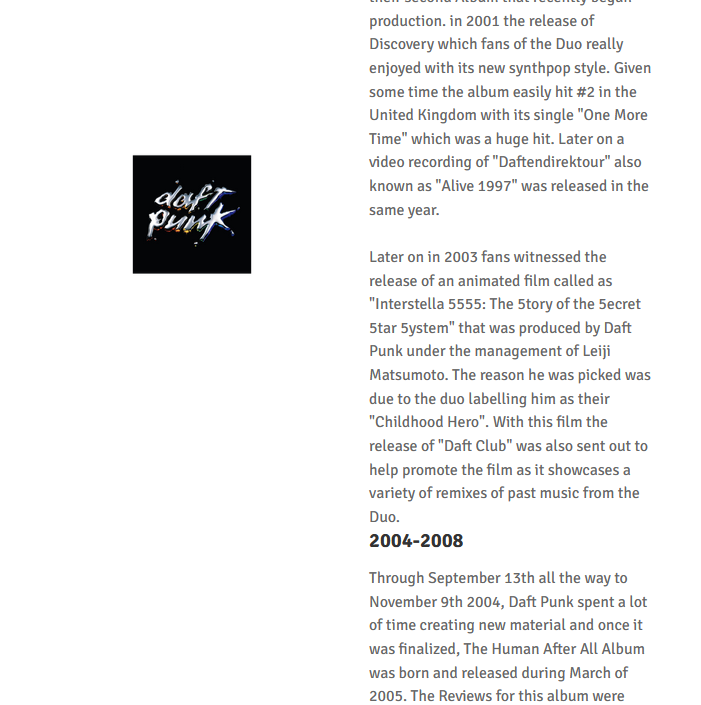 their second Album that recently begun
production. in 2001 the release of
Discovery which fans of the Duo really
enjoyed with its new synthpop style. Given
some time the album easily hit #2 in the
United Kingdom with its single "One More
Time" which was a huge hit. Later on a
video recording of "Daftendirektour" also
known as "Alive 1997" was released in the
same year.
daft
punk
Later on in 2003 fans witnessed the
release of an animated film called as
"Interstella 5555: The 5tory of the 5ecret
5tar 5ystem" that was produced by Daft
Punk under the management of Leiji
Matsumoto. The reason he was picked was
due to the duo labelling him as their
"Childhood Hero". With this film the
release of "Daft Club" was also sent out to
help promote the film as it showcases a
variety of remixes of past music from the
Duo.
2004-2008
Through September 13th all the way to
November 9th 2004, Daft Punk spent a lot
of time creating new material and once it
was finalized, The Human After All Album
was born and released during March of
2005. The Reviews for this album were